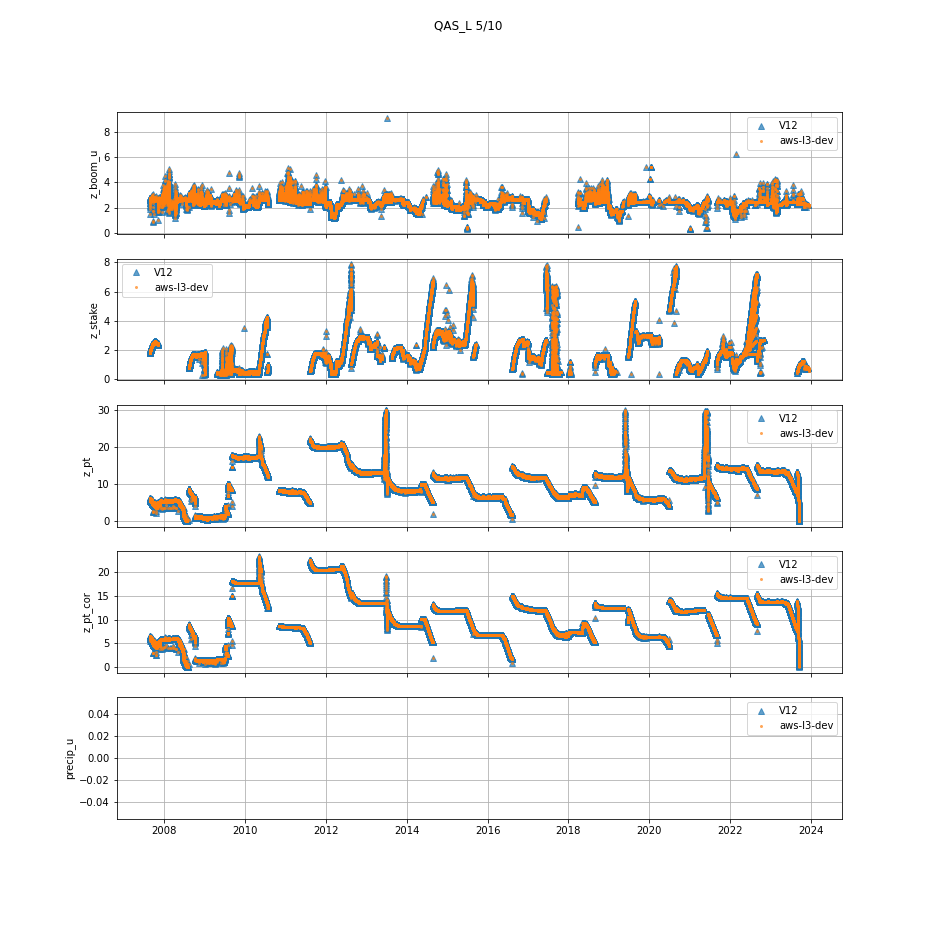 QAS_L 5/10
z_boom_u
8
6
4
2
0
V12
aws-l3-dev
z_stake
8
6
4
2
0
V12
aws-l3-dev
z_pt
30
20
10
0
V12
aws-l3-dev
z_pt_cor
20
15
10
5
0
V12
aws-l3-dev
precip_u
0.04
0.02
0.00
−0.02
−0.04
V12
aws-l3-dev
2008 2010 2012 2014 2016 2018 2020 2022 2024